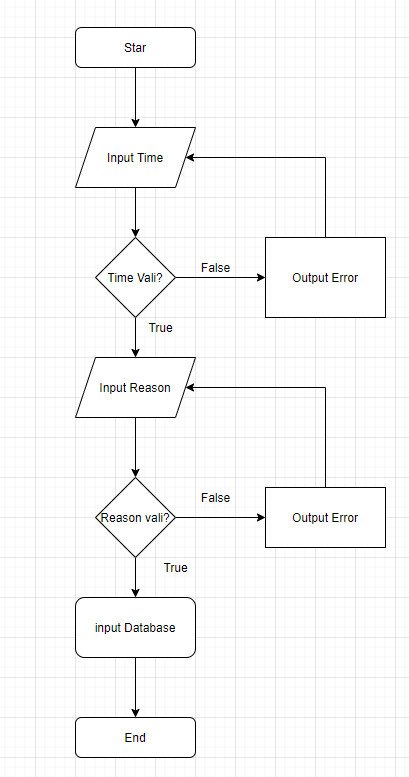 Star
Input Time
Time Vali?
False
Output Error
True
Input Reason
Reason vali?
False
Output Error
True
input Database
End